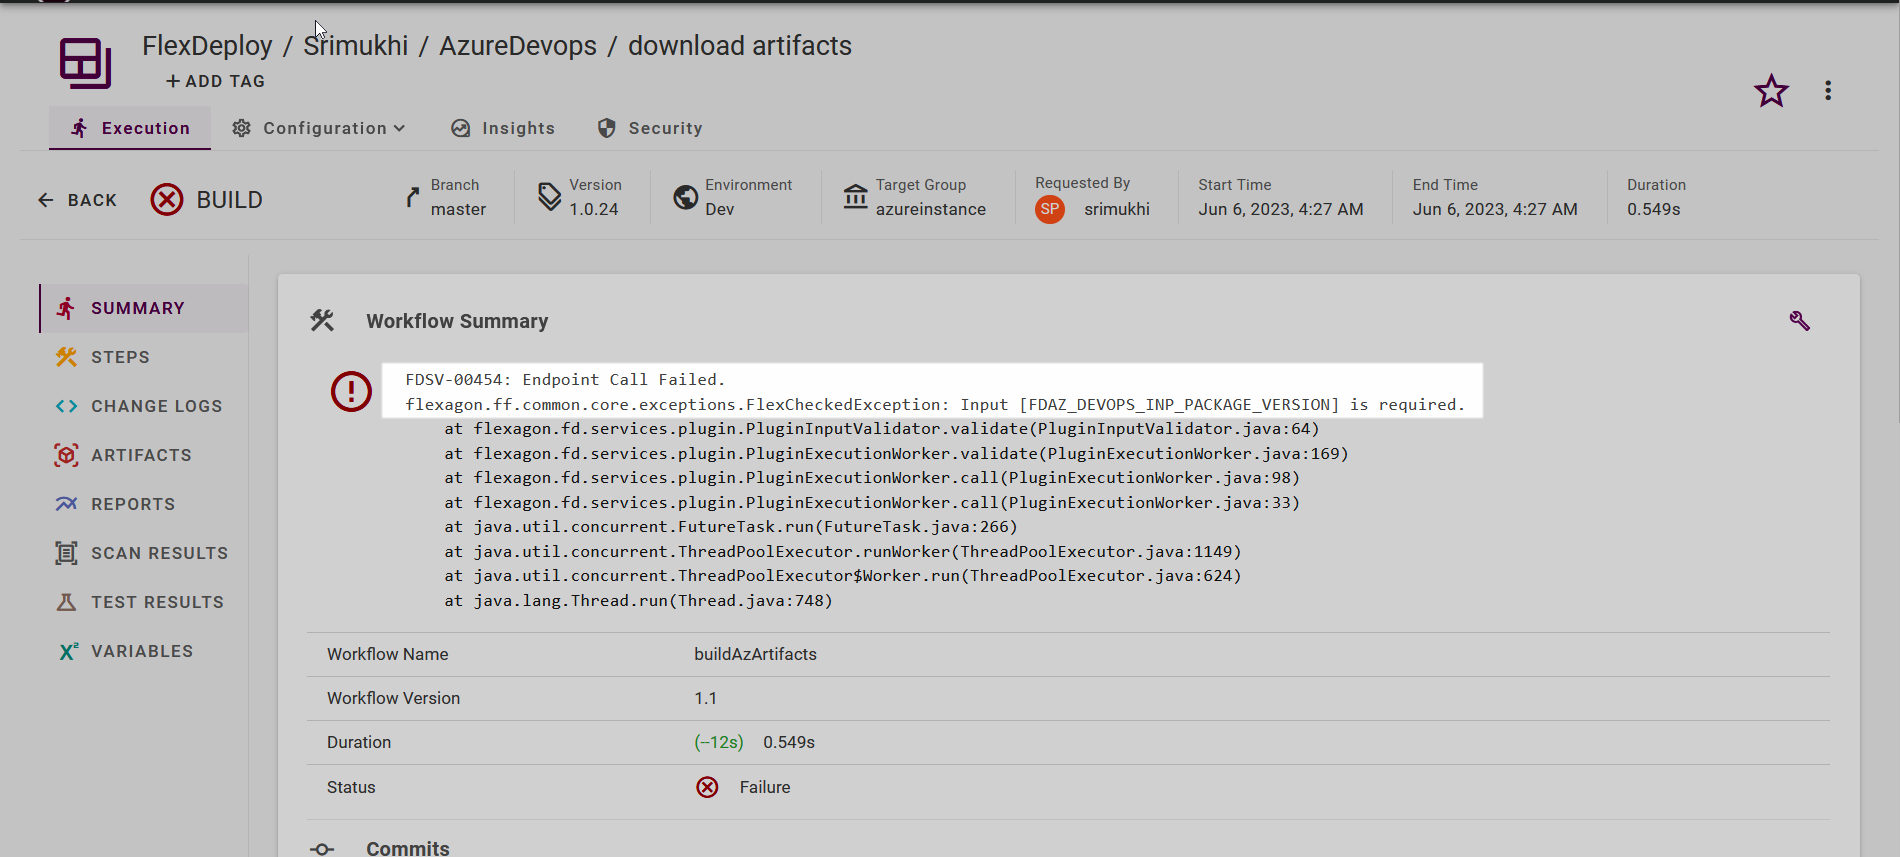 FlexDeploy / Srimukhi / AzureDevops / download artifacts
+ ADD TAG
Execution Configuration Insights Security
BACK BUILD
Branch
master
Version
1.0.24
Environment
Dev
Target Group
azureinstance
Requested By
SP srimukhi
Start Time
Jun 6, 2023, 4:27 AM
End Time
Jun 6, 2023, 4:27 AM
Duration
0.549s
SUMMARY
STEPS
CHANGE LOGS
ARTIFACTS
REPORTS
SCAN RESULTS
TEST RESULTS
X² VARIABLES
Workflow Summary
FDSV-00454: Endpoint Call Failed.
flexagon.ff.common.core.exceptions.FlexCheckedException: Input [FDAZ_DEVOPS_INP_PACKAGE_VERSION] is required.
at flexagon.fd.services.plugin.PluginInputValidator.validate(PluginInputValidator.java:64)
at flexagon.fd.services.plugin.PluginExecutionWorker.validate(PluginExecutionWorker.java:169)
at flexagon.fd.services.plugin.PluginExecutionWorker.call(PluginExecutionWorker.java:98)
at flexagon.fd.services.plugin.PluginExecutionWorker.call(PluginExecutionWorker.java:33)
at java.util.concurrent.FutureTask.run(FutureTask.java:266)
at java.util.concurrent.ThreadPoolExecutor.runWorker(ThreadPoolExecutor.java:1149)
at java.util.concurrent.ThreadPoolExecutor$Worker.run(ThreadPoolExecutor.java:624)
at java.lang.Thread.run(Thread.java:748)
Workflow Name buildAzArtifacts
Workflow Version 1.1
Duration (--12s) 0.549s
Status Failure
Commits